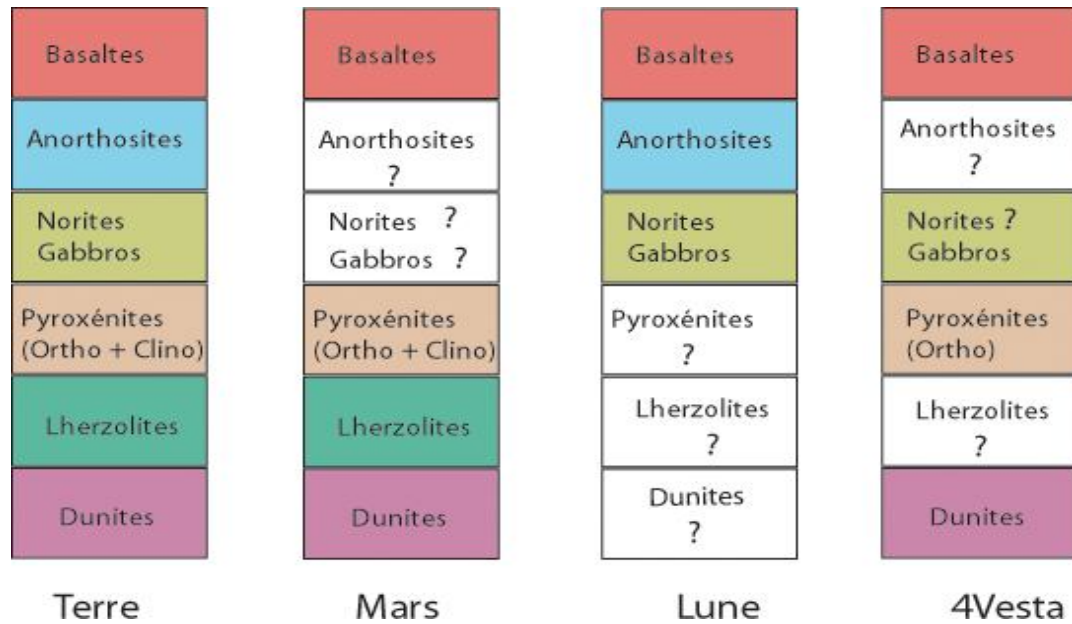 Basaltes
Anorthosites
Norites
Gabbros
Pyroxénites
(Ortho + Clino)
Lherzolites
Dunites
Terre
Basaltes
Anorthosites
?
Norites ?
Gabbros ?
Pyroxénites
(Ortho + Clino)
Lherzolites
Dunites
Mars
Basaltes
Anorthosites
Norites
Gabbros
Pyroxénites
?
Lherzolites
?
Dunites
?
Lune
Basaltes
Anorthosites
?
Norites ?
Gabbros
Pyroxénites
(Ortho)
Lherzolites
?
Dunites
4Vesta